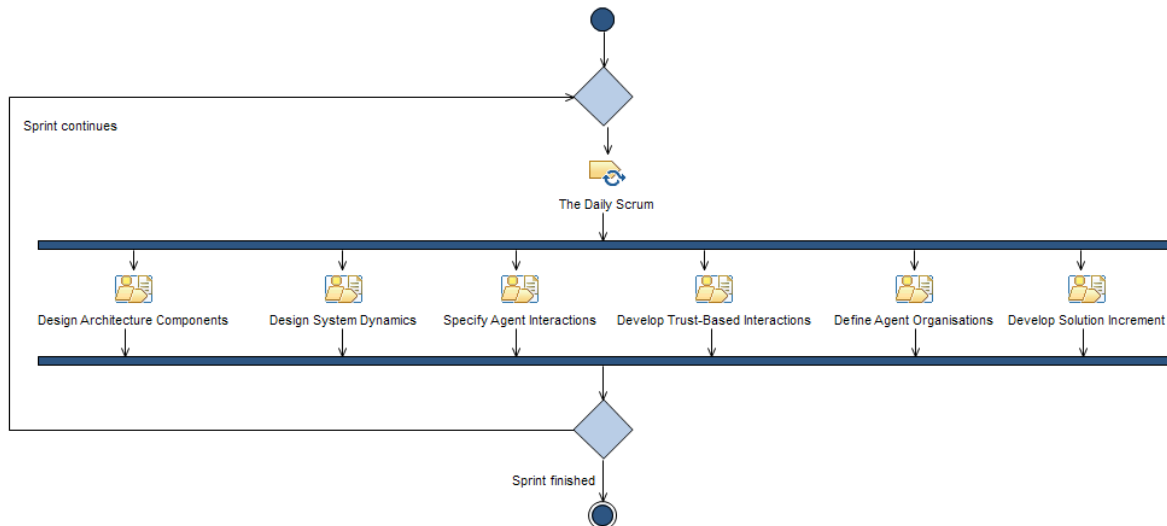 Sprint continues
The Daily Scrum
Design Architecture Components
Design System Dynamics
Specify Agent Interactions
Develop Trust-Based Interactions
Define Agent Organisations
Develop Solution Increment
Sprint finished